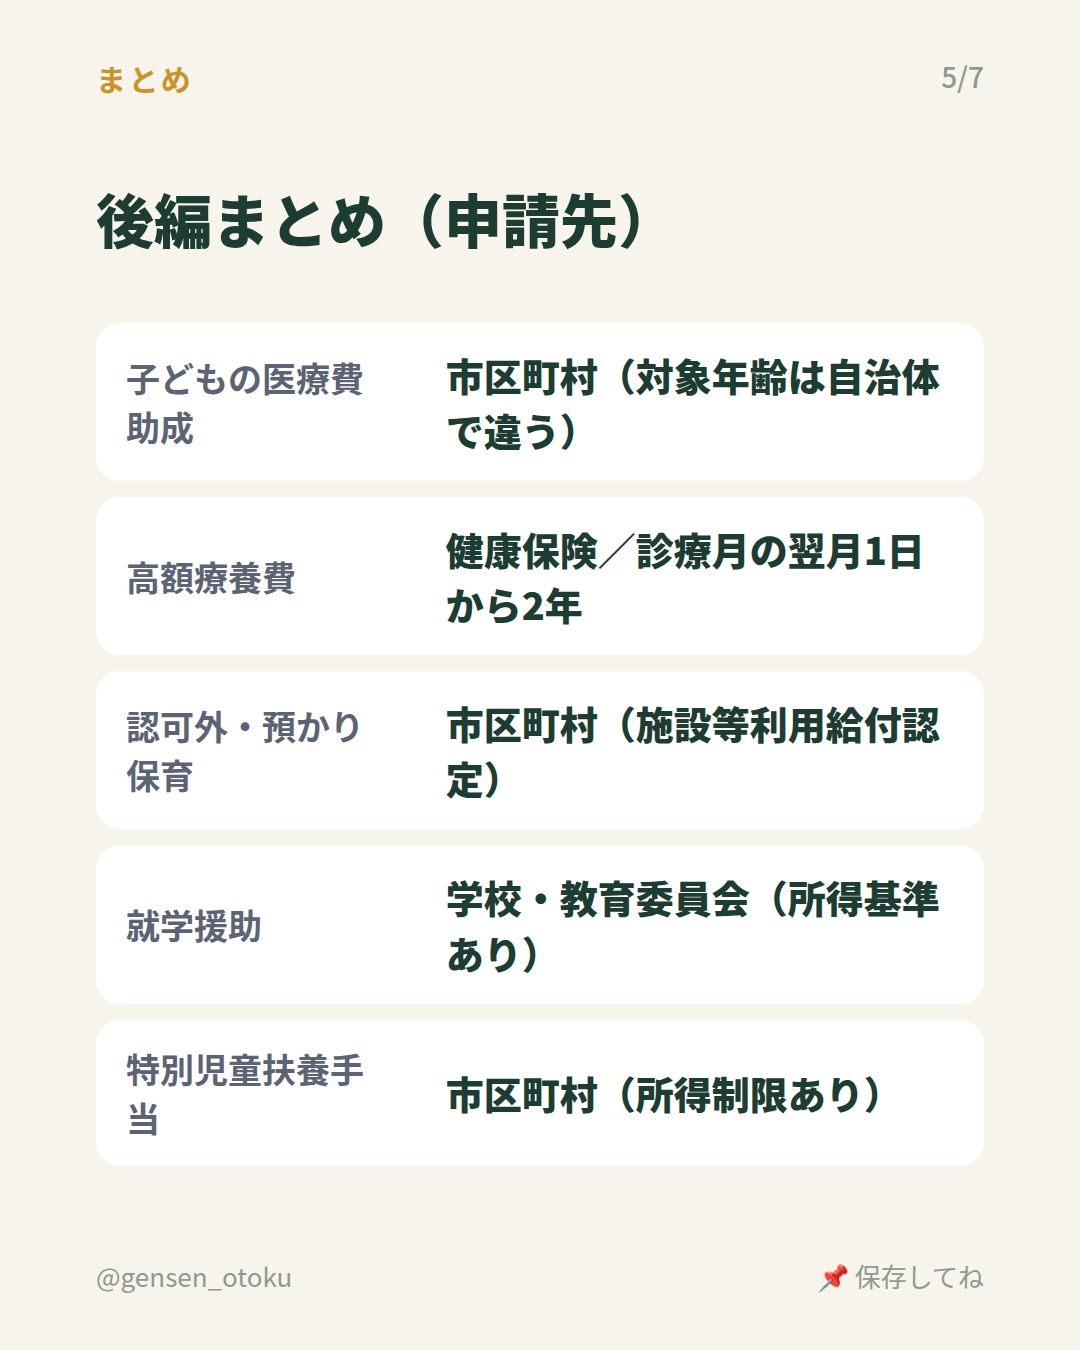 まとめ
5/7
後編まとめ（申請先）
子どもの医療費
助成
市区町村（対象年齢は自治体
で違う）
高額療養費
健康保険／診療月の翌月1日
から2年
認可外・預かり
保育
市区町村（施設等利用給付認
定）
就学援助
学校・教育委員会（所得基準
あり）
特別児童扶養手
当
市区町村（所得制限あり）
@gensen_otoku
📌 保存してね